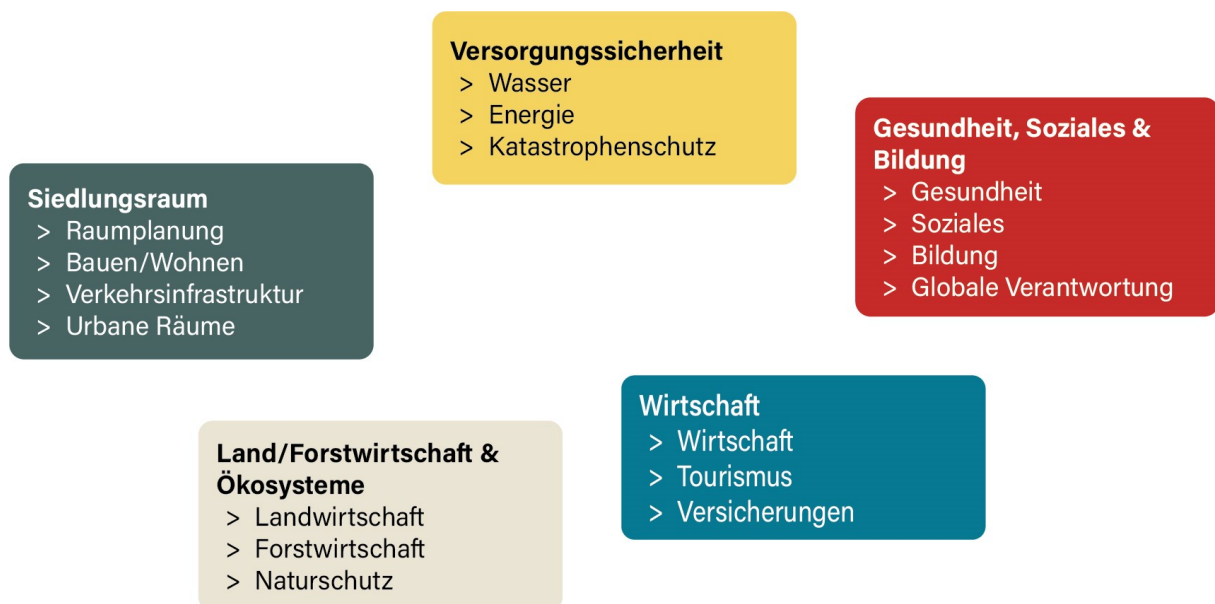 Versorgungssicherheit
> Wasser
> Energie
> Katastrophenschutz
Gesundheit, Soziales &
Bildung
> Gesundheit
> Soziales
> Bildung
> Globale Verantwortung
Siedlungsraum
> Raumplanung
> Bauen/Wohnen
> Verkehrsinfrastruktur
> Urbane Räume
Wirtschaft
> Wirtschaft
> Tourismus
> Versicherungen
Land/Forstwirtschaft &
Ökosysteme
> Landwirtschaft
> Forstwirtschaft
> Naturschutz